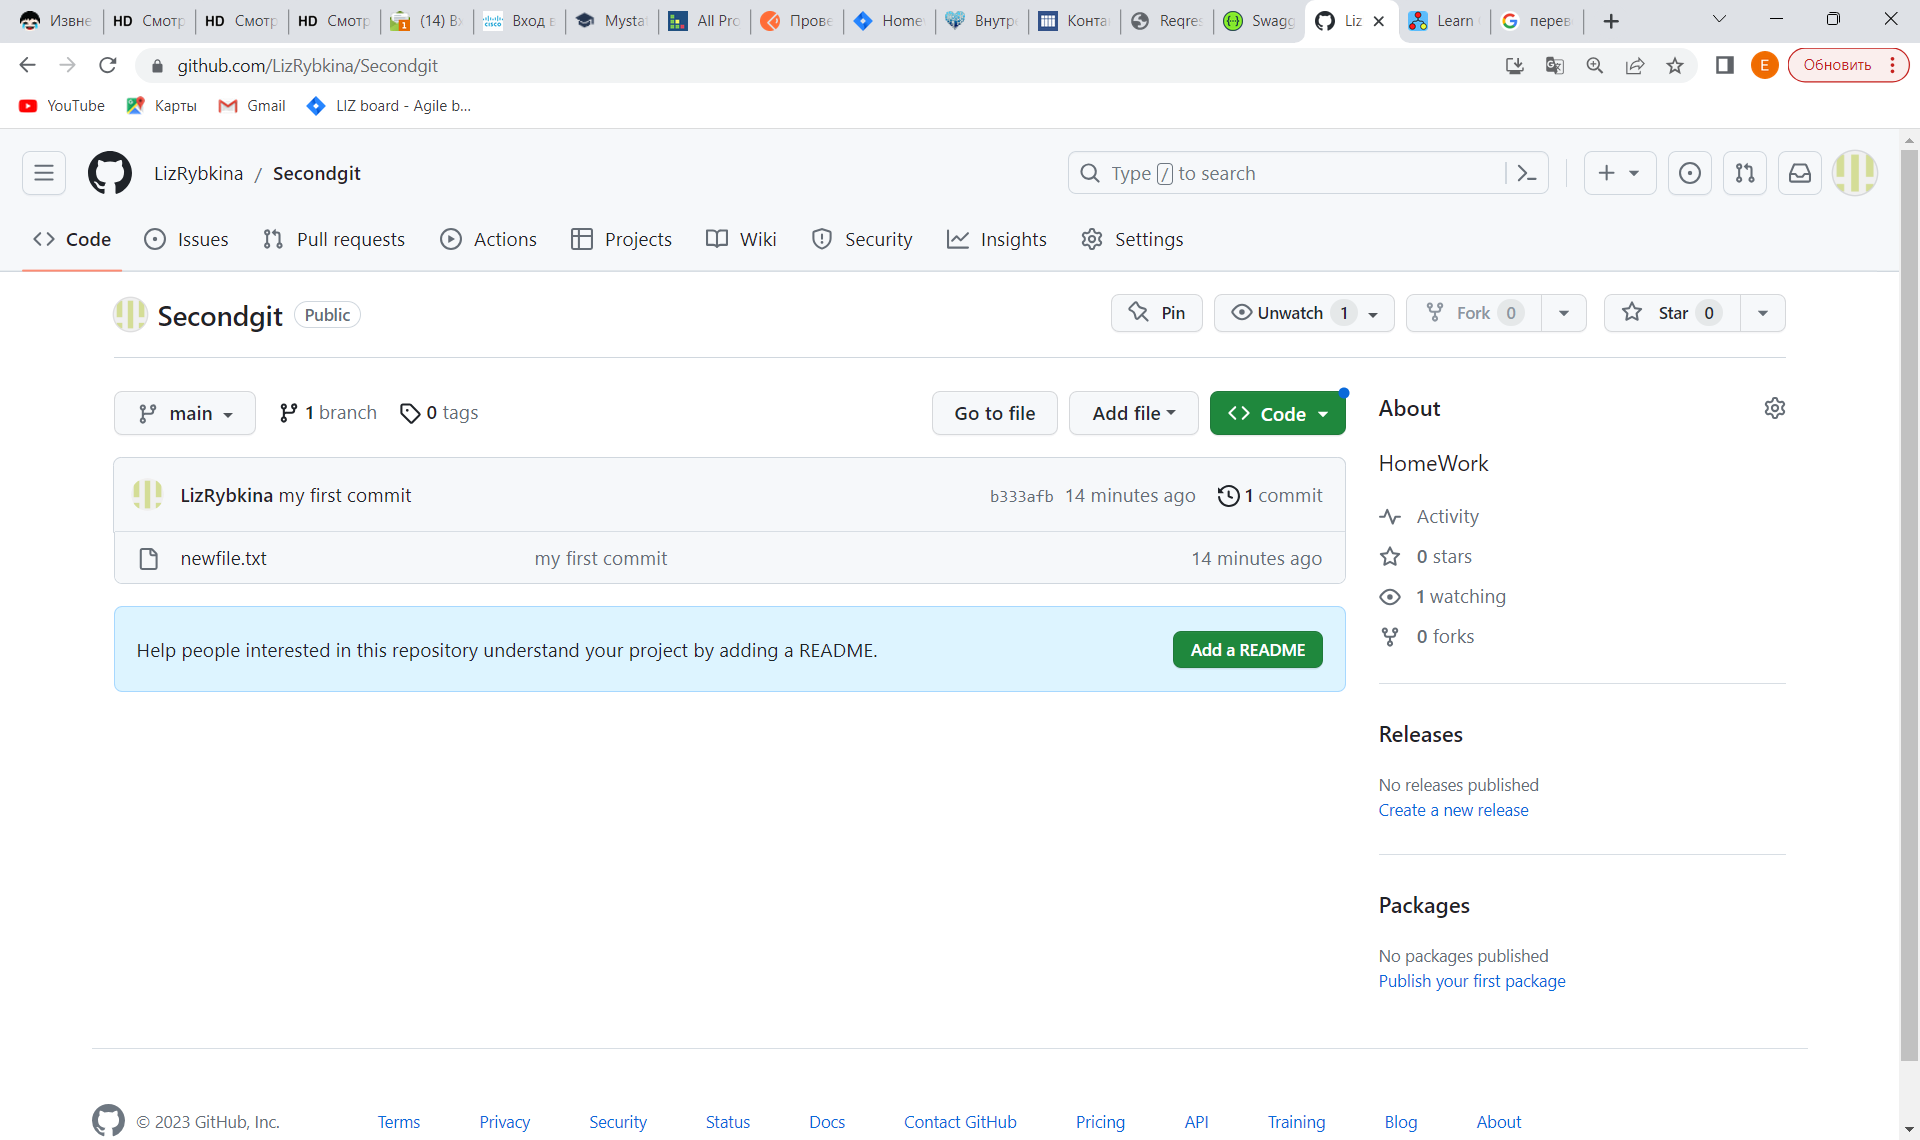 Извне
HD Смотр
HD Смотр
HD Смотр
(14) Вх
Вход в
Mystat
All Pro
Прове
Home
Внутр
Конта
Reqres
Swagg
Liz
Learn
G перев
github.com/LizRybkina/Secondgit
E
Обновить
YouTube
Карты
Gmail
LIZ board - Agile b...
LizRybkina / Secondgit
Type / to search
Code
Issues
Pull requests
Actions
Projects
Wiki
Security
Insights
Settings
Secondgit Public
Pin
Unwatch 1
Fork 0
Star 0
main
1 branch
0 tags
Go to file
Add file
Code
LizRybkina my first commit
b333afb 14 minutes ago
1 commit
newfile.txt my first commit 14 minutes ago
Help people interested in this repository understand your project by adding a README.
Add a README
About
HomeWork
Activity
0 stars
1 watching
0 forks
Releases
No releases published
Create a new release
Packages
No packages published
Publish your first package
© 2023 GitHub, Inc.
Terms
Privacy
Security
Status
Docs
Contact GitHub
Pricing
API
Training
Blog
About